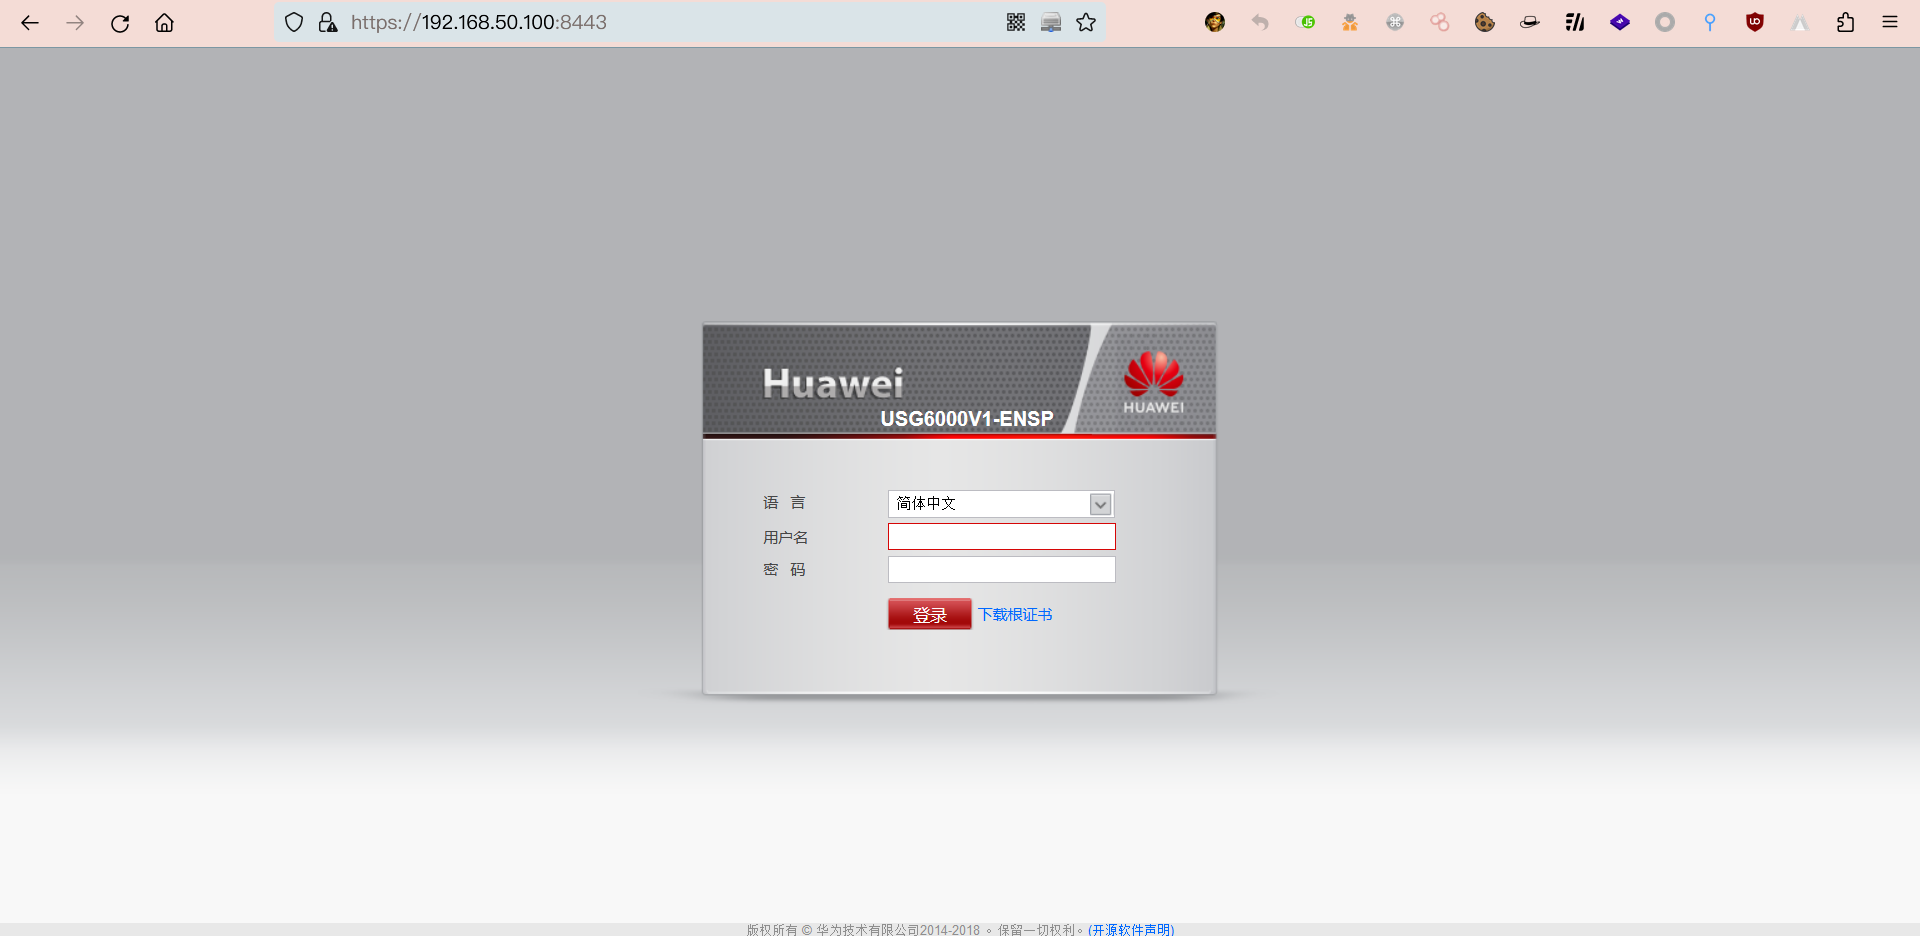 https://192.168.50.100:8443
Huawei
USG6000V1-ENSP
HUAWEI
语 言
简体中文
用户名
密 码
登录 下载根证书
版权所有 © 华为技术有限公司2014-2018 。保留一切权利。(开源软件声明)